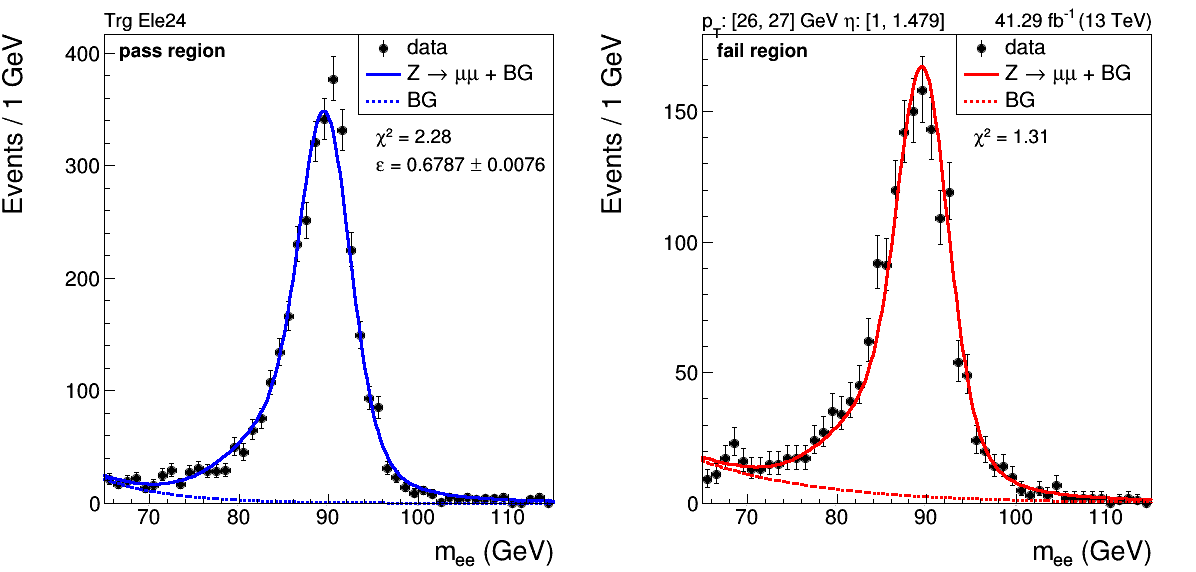 Trg Ele24
pass region
data
Z → μμ + BG
BG
χ² = 2.28
ε = 0.6787 ± 0.0076
Events / 1 GeV
400
300
200
100
0
70 80 90 100 110
mₑₑ (GeV)
p_T: [26, 27] GeV η: [1, 1.479] 41.29 fb⁻¹ (13 TeV)
fail region
data
Z → μμ + BG
BG
χ² = 1.31
Events / 1 GeV
150
100
50
0
70 80 90 100 110
mₑₑ (GeV)